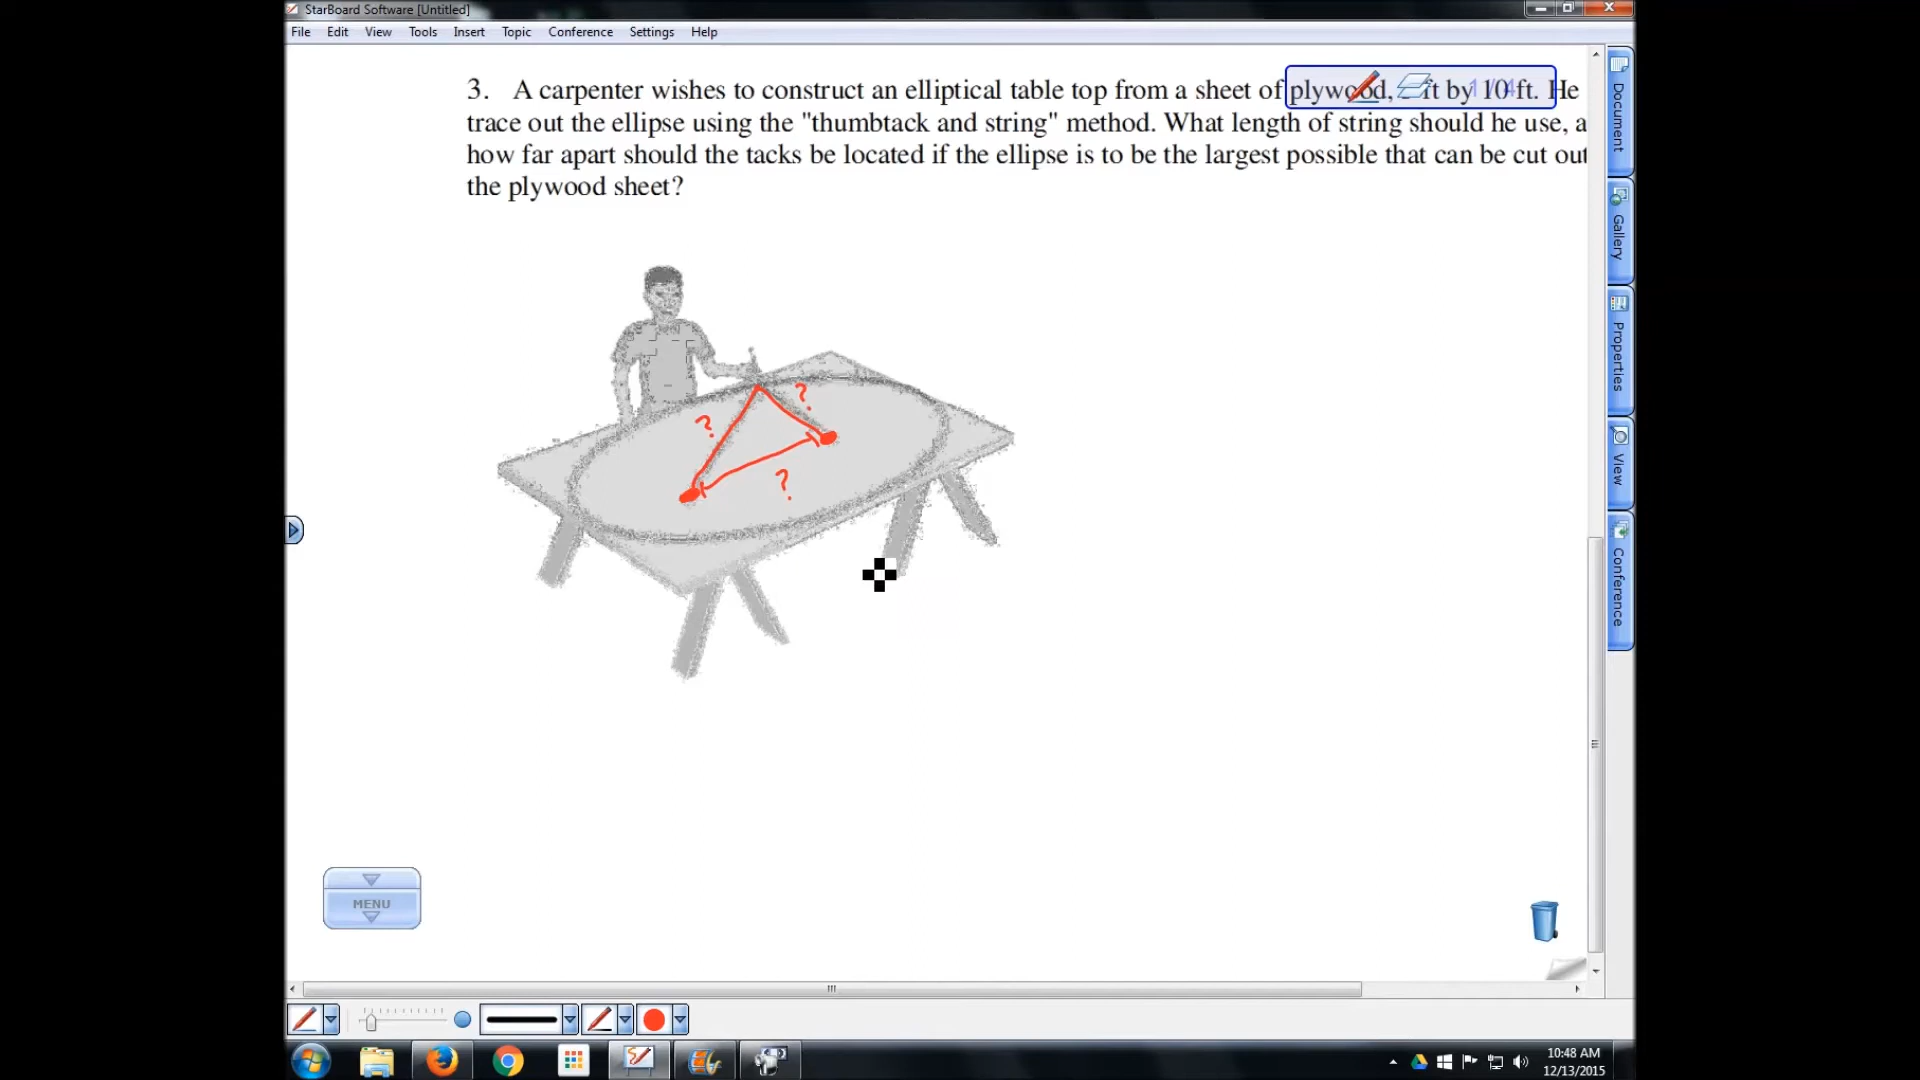 StarBoard Software [Untitled]
File Edit View Tools Insert Topic Conference Settings Help
3. A carpenter wishes to construct an elliptical table top from a sheet of plywood, ft by 10 ft. He
trace out the ellipse using the "thumbtack and string" method. What length of string should he use, a
how far apart should the tacks be located if the ellipse is to be the largest possible that can be cut out
the plywood sheet?
?
?
?
Document
Gallery
Properties
View
Conference
MENU
10:48 AM
12/13/2015